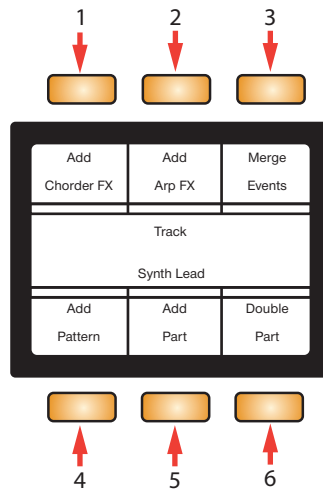 1 2 3
Add Add Merge
Chorder FX Arp FX Events
Track
Synth Lead
Add Add Double
Pattern Part Part
4 5 6